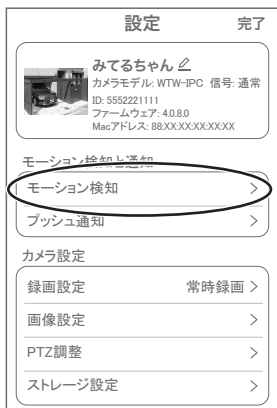 設定 完了
みてるちゃん
カメラモデル: WTW-IPC 信号: 通常
ID: 5552221111
ファームウェア: 4.0.8.0
Macアドレス: 88:XX:XX:XX:XX:XX
モーション検知と通知
モーション検知
プッシュ通知
カメラ設定
録画設定 常時録画
画像設定
PTZ調整
ストレージ設定